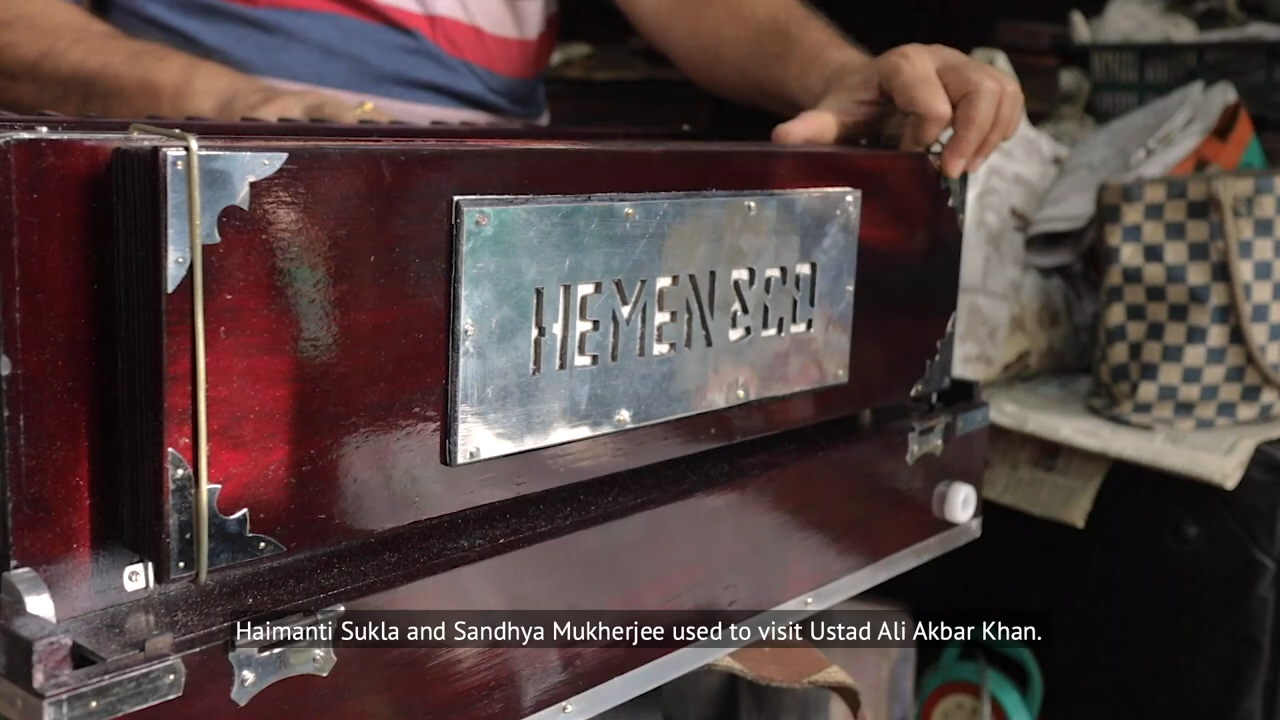 HEMEN & CO
Haimanti Sukla and Sandhya Mukherjee used to visit Ustad Ali Akbar Khan.